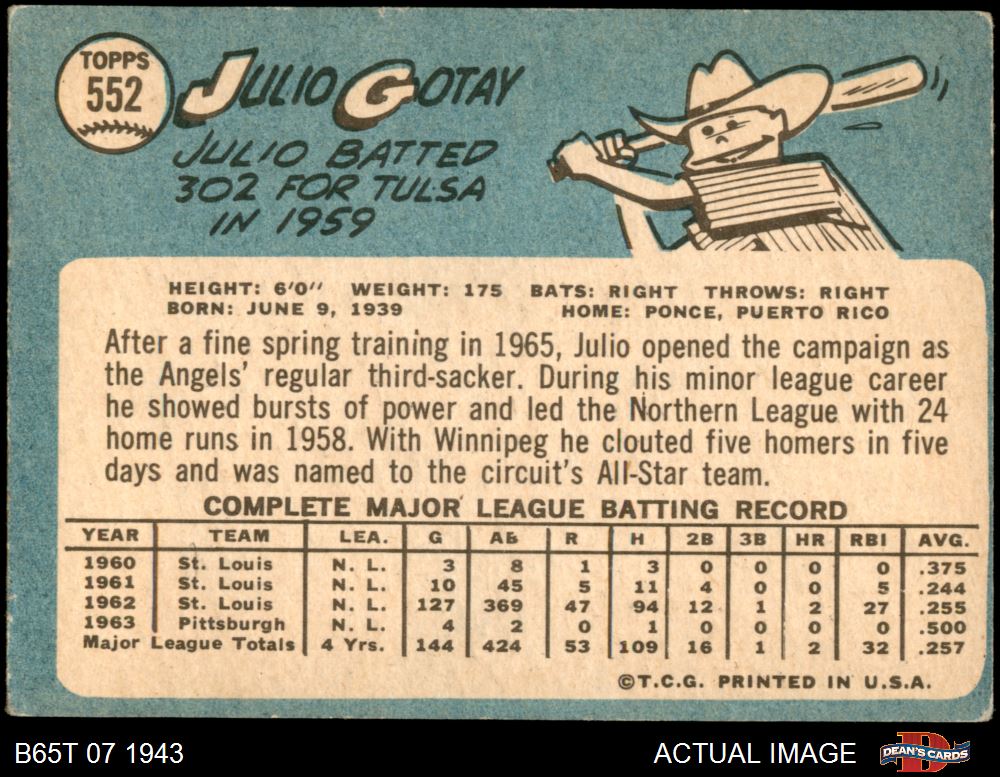 TOPPS
552
JULIO GOTAY
JULIO BATTED
302 FOR TULSA
IN 1959
HEIGHT: 6'0" WEIGHT: 175 BATS: RIGHT THROWS: RIGHT
BORN: JUNE 9, 1939 HOME: PONCE, PUERTO RICO
After a fine spring training in 1965, Julio opened the campaign as
the Angels' regular third-sacker. During his minor league career
he showed bursts of power and led the Northern League with 24
home runs in 1958. With Winnipeg he clouted five homers in five
days and was named to the circuit's All-Star team.
COMPLETE MAJOR LEAGUE BATTING RECORD
YEAR TEAM LEA. G AB R H 2B 3B HR RBI AVG.
1960 St. Louis N. L. 3 8 1 3 0 0 0 0 .375
1961 St. Louis N. L. 10 45 5 11 4 0 0 5 .244
1962 St. Louis N. L. 127 369 47 94 12 1 2 27 .255
1963 Pittsburgh N. L. 4 2 0 1 0 0 0 0 .500
Major League Totals 4 Yrs. 144 424 53 109 16 1 2 32 .257
©T.C.G. PRINTED IN U.S.A.
B65T 07 1943 ACTUAL IMAGE D DEAN'S CARDS